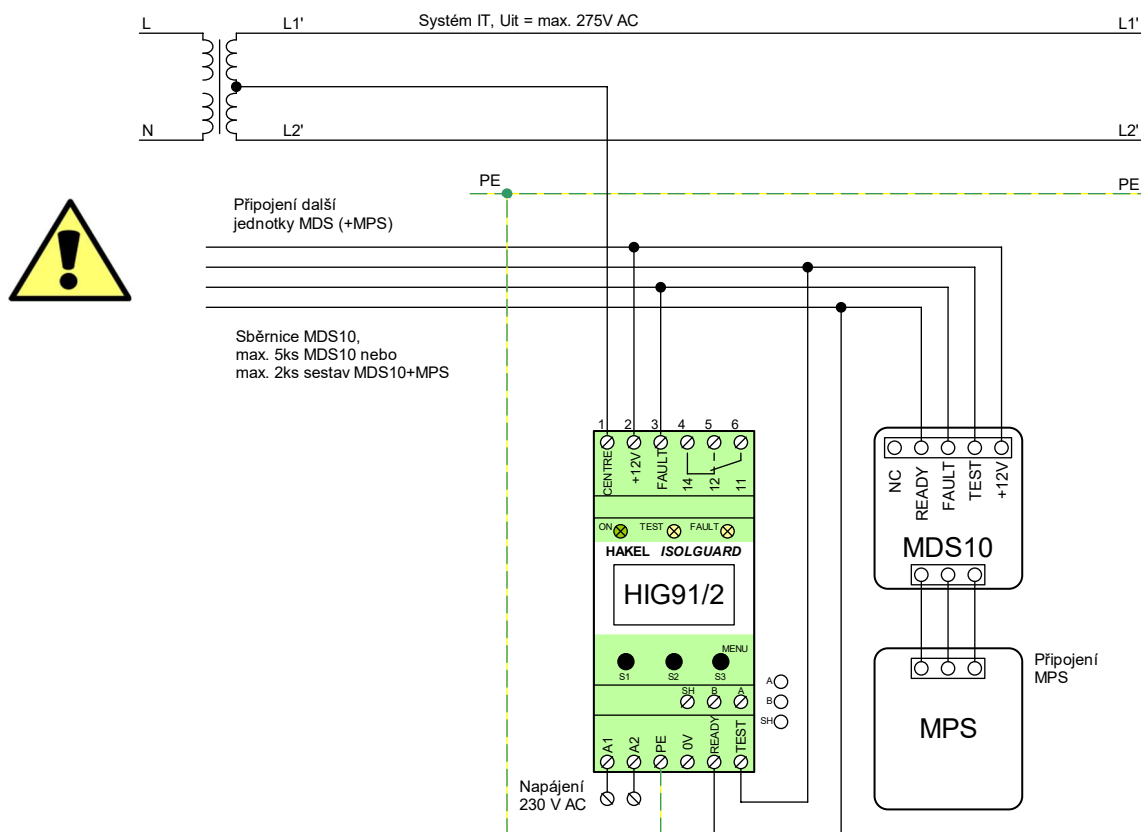 L
L1'
Systém IT, Uit = max. 275V AC
L1'
N
L2'
L2'
PE
PE
Připojení další
jednotky MDS (+MPS)
Sběrnice MDS10,
max. 5ks MDS10 nebo
max. 2ks sestav MDS10+MPS
1 2 3 4 5 6
CENTRE +12V FAULT 14 12 11
ON TEST FAULT
HAKEL ISOLGUARD
HIG91/2
MENU
S1 S2 S3
SH B A
A
B
SH
A1 A2 PE 0V READY TEST
Napájení
230 V AC
NC READY FAULT TEST +12V
MDS10
Připojení
MPS
MPS